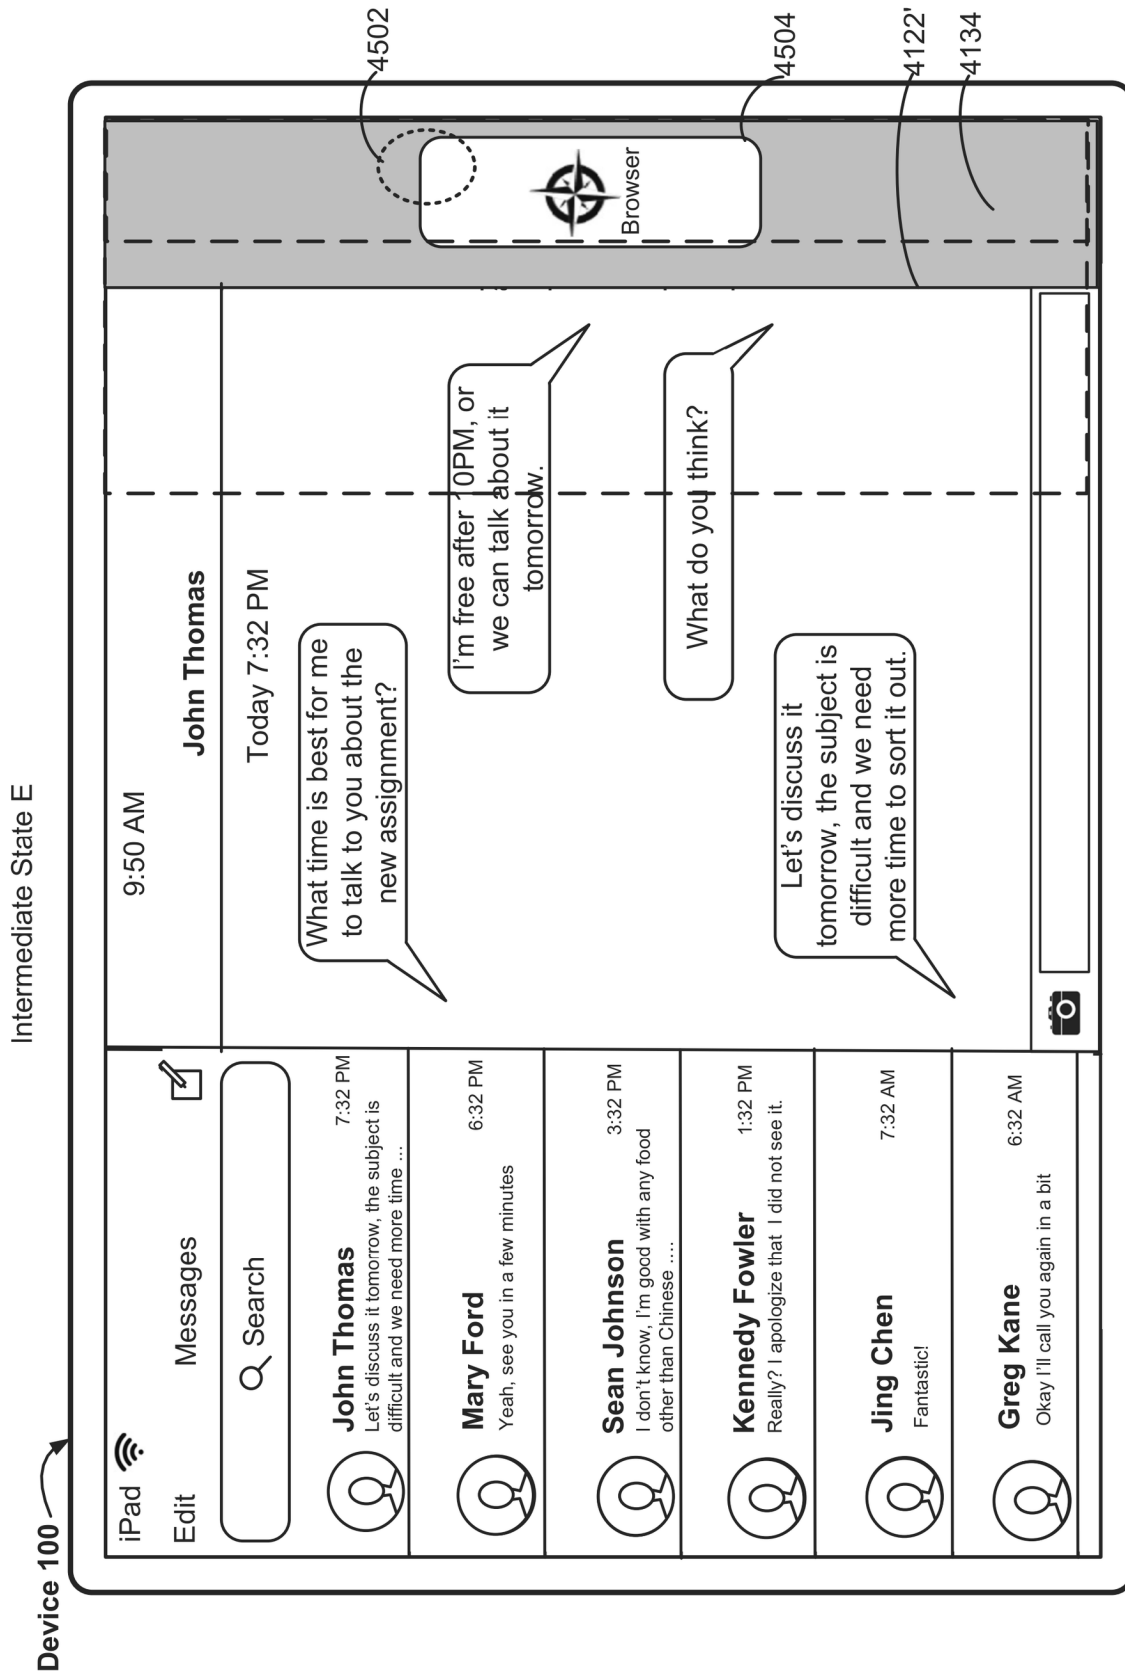 Intermediate State E
Device 100
iPad
9:50 AM
Edit
Messages
John Thomas
Search
Today 7:32 PM
John Thomas
7:32 PM
Let's discuss it tomorrow, the subject is
difficult and we need more time ...
Mary Ford
6:32 PM
Yeah, see you in a few minutes
Sean Johnson
3:32 PM
I don't know, I'm good with any food
other than Chinese ....
Kennedy Fowler
1:32 PM
Really? I apologize that I did not see it.
Jing Chen
7:32 AM
Fantastic!
Greg Kane
6:32 AM
Okay I'll call you again in a bit
What time is best for me
to talk to you about the
new assignment?
I'm free after 10PM, or
we can talk about it
tomorrow.
What do you think?
Let's discuss it
tomorrow, the subject is
difficult and we need
more time to sort it out.
Browser
4502
4504
4122'
4134